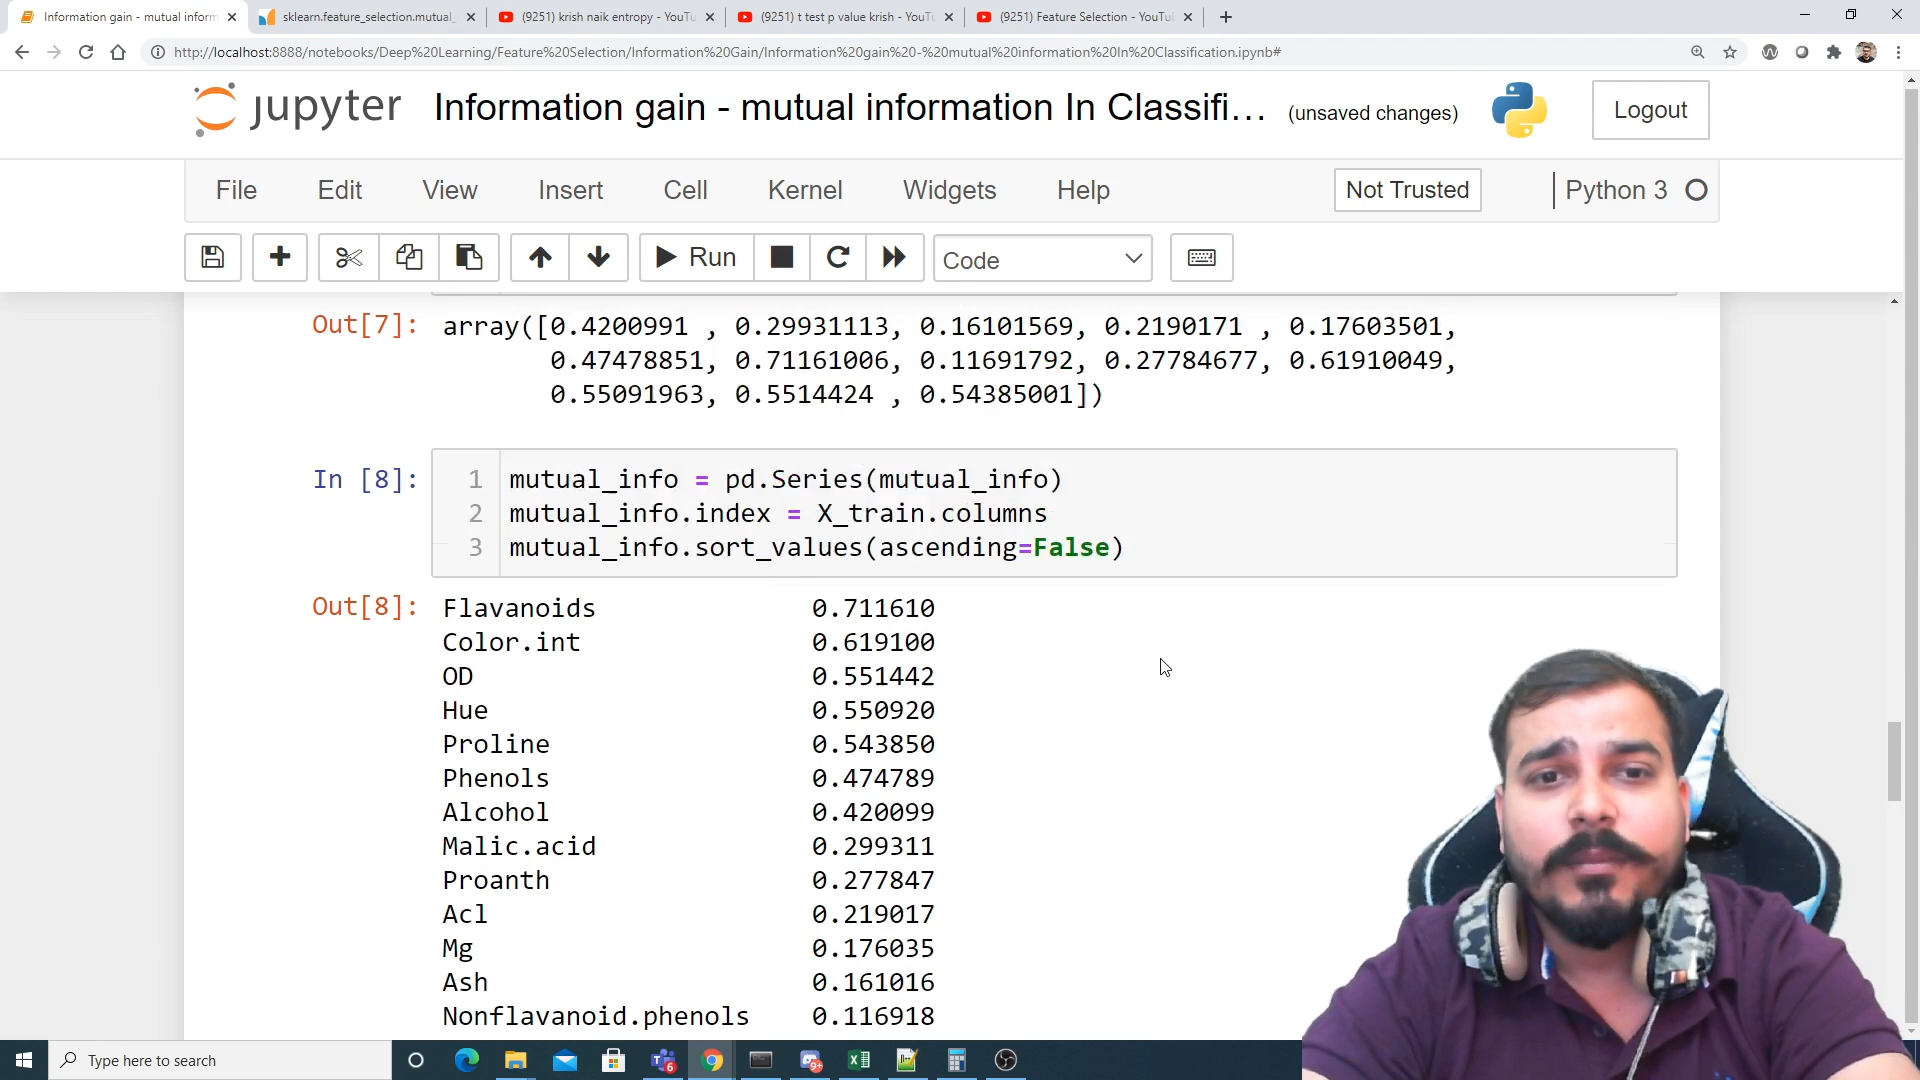 Information gain - mutual inform
sklearn.feature_selection.mutual_
(9251) krish naik entropy - YouTu
(9251) t test p value krish - YouTu
(9251) Feature Selection - YouTu
http://localhost:8888/notebooks/Deep%20Learning/Feature%20Selection/Information%20Gain/Information%20gain%20-%20mutual%20information%20In%20Classification.ipynb#
jupyter Information gain - mutual information In Classifi... (unsaved changes) Logout
File Edit View Insert Cell Kernel Widgets Help Not Trusted Python 3
Run Code
Out[7]: array([0.4200991 , 0.29931113, 0.16101569, 0.2190171 , 0.17603501,
0.47478851, 0.71161006, 0.11691792, 0.27784677, 0.61910049,
0.55091963, 0.5514424 , 0.54385001])
In [8]: 1 mutual_info = pd.Series(mutual_info)
2 mutual_info.index = X_train.columns
3 mutual_info.sort_values(ascending=False)
Out[8]: Flavanoids 0.711610
Color.int 0.619100
OD 0.551442
Hue 0.550920
Proline 0.543850
Phenols 0.474789
Alcohol 0.420099
Malic.acid 0.299311
Proanth 0.277847
Acl 0.219017
Mg 0.176035
Ash 0.161016
Nonflavanoid.phenols 0.116918
Type here to search